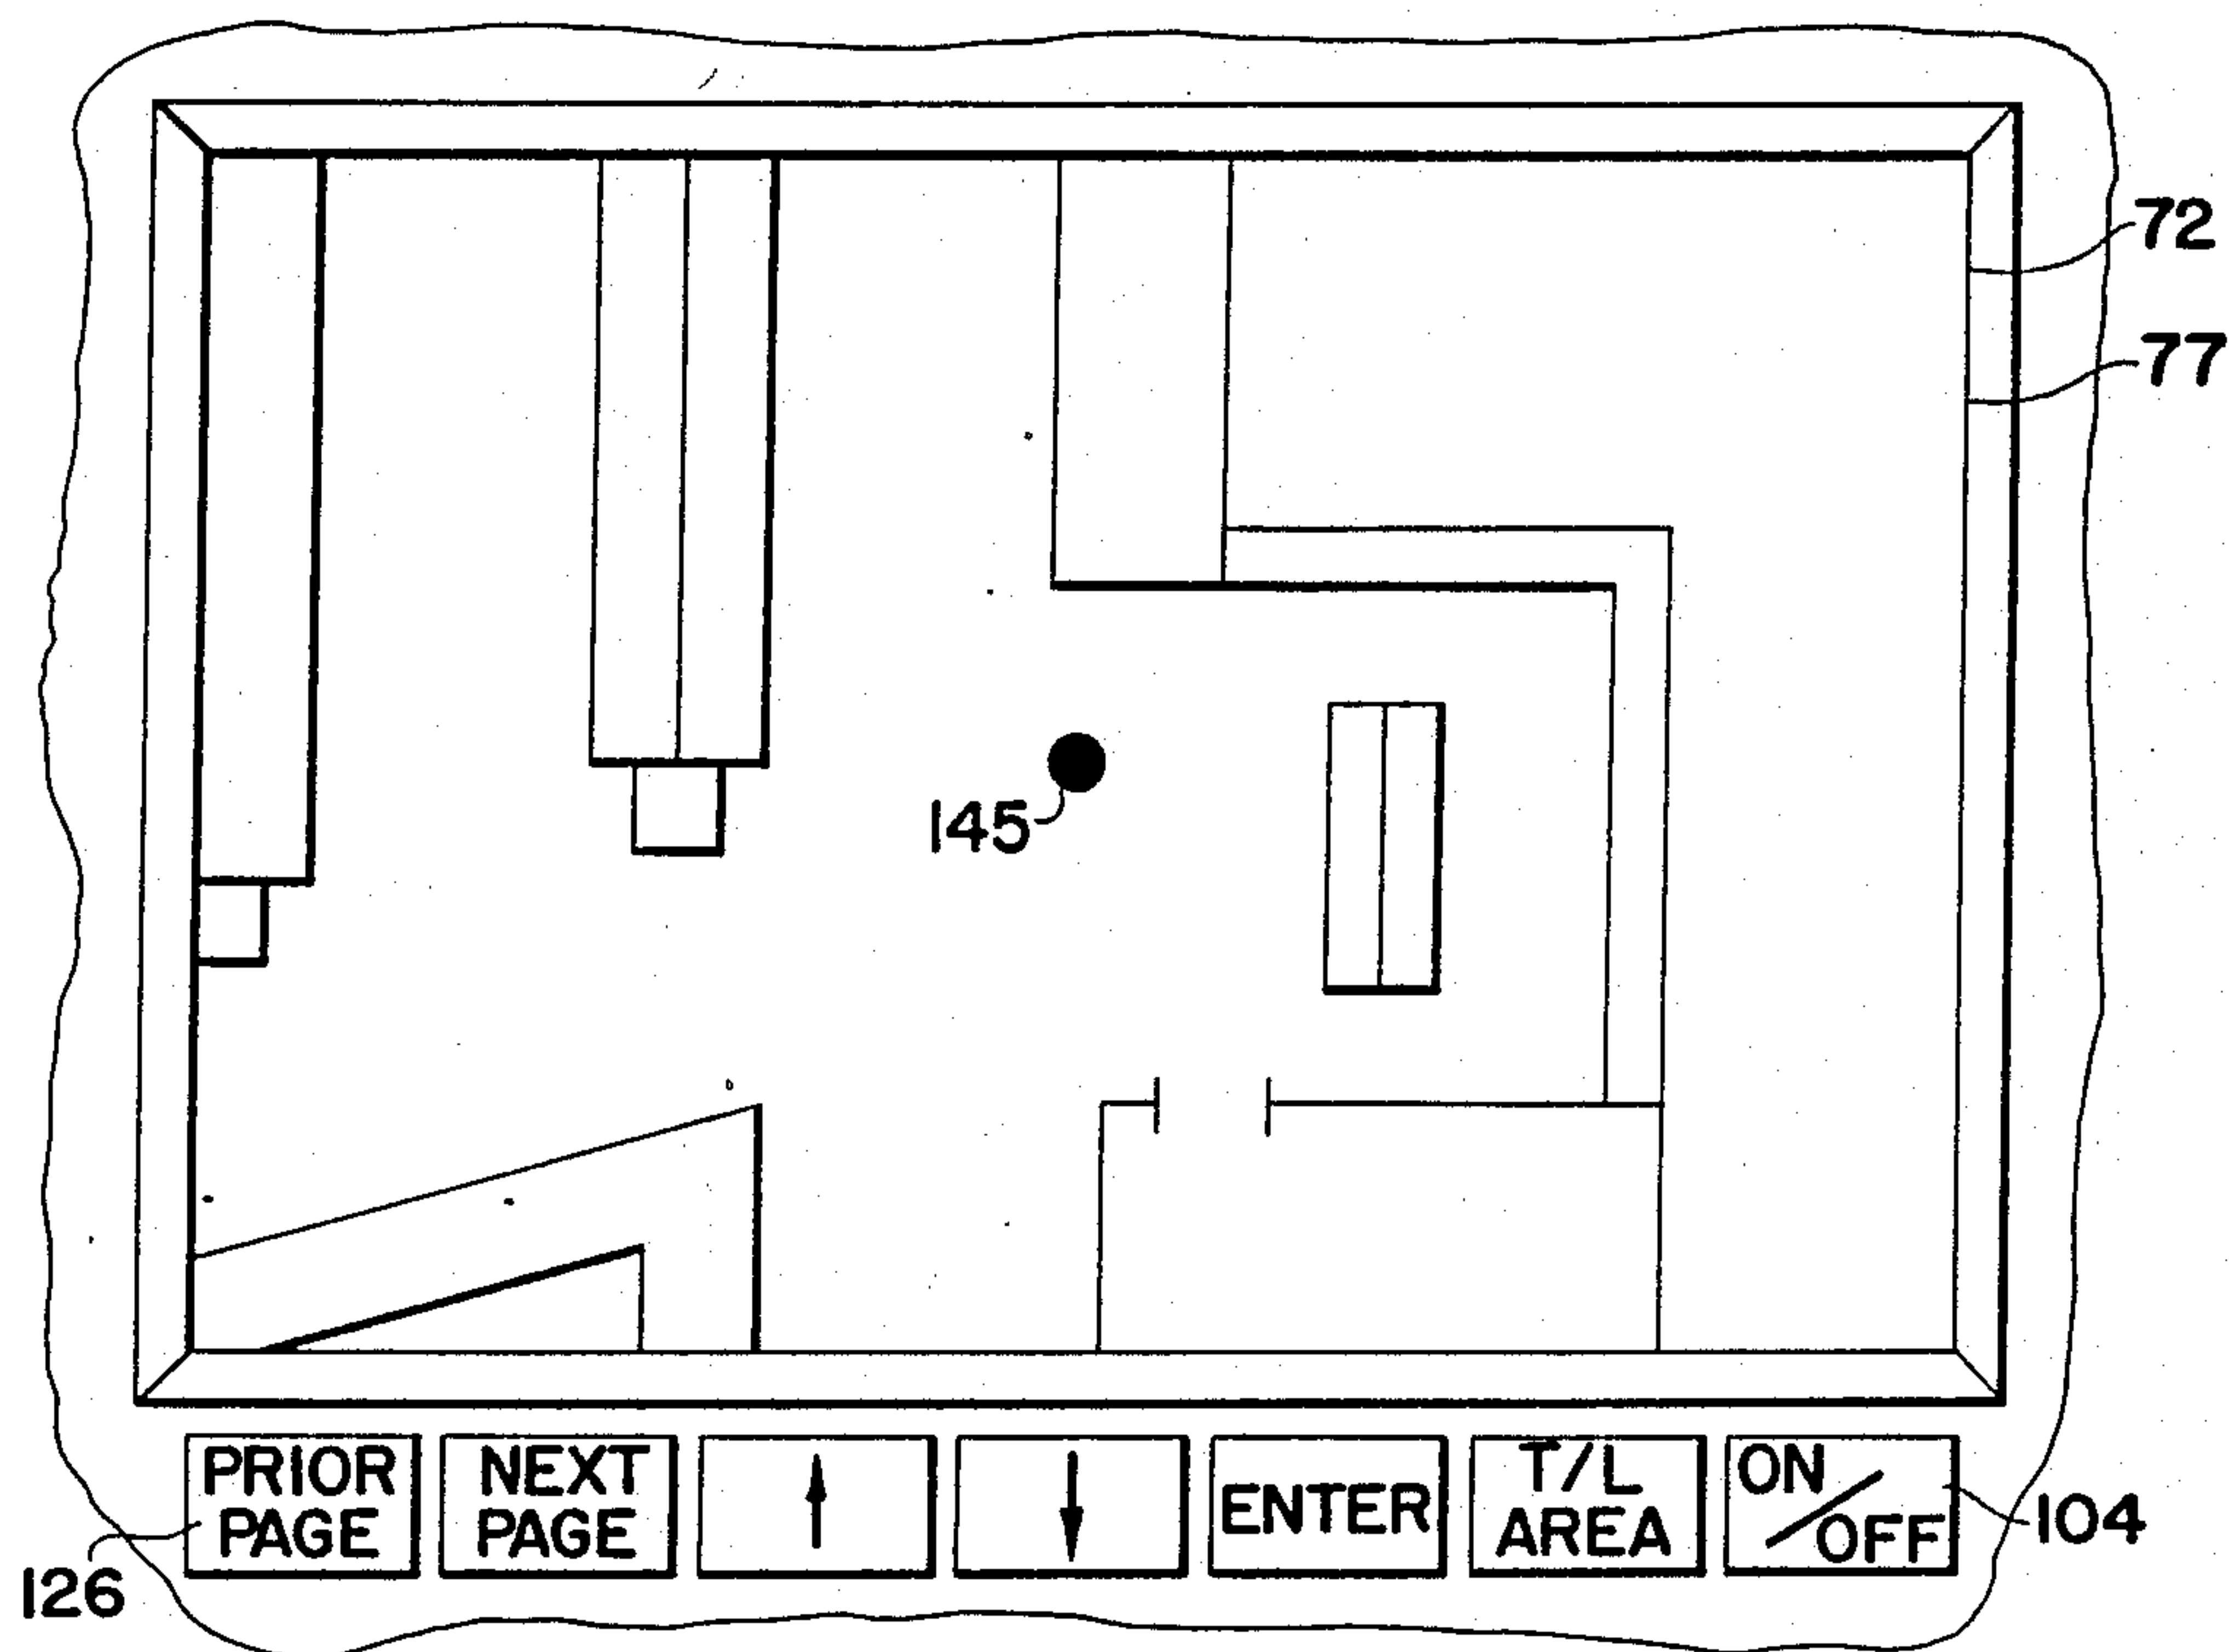 72
77
145
PRIOR
PAGE
NEXT
PAGE
↑
↓
ENTER
T/L
AREA
ON/OFF
104
126